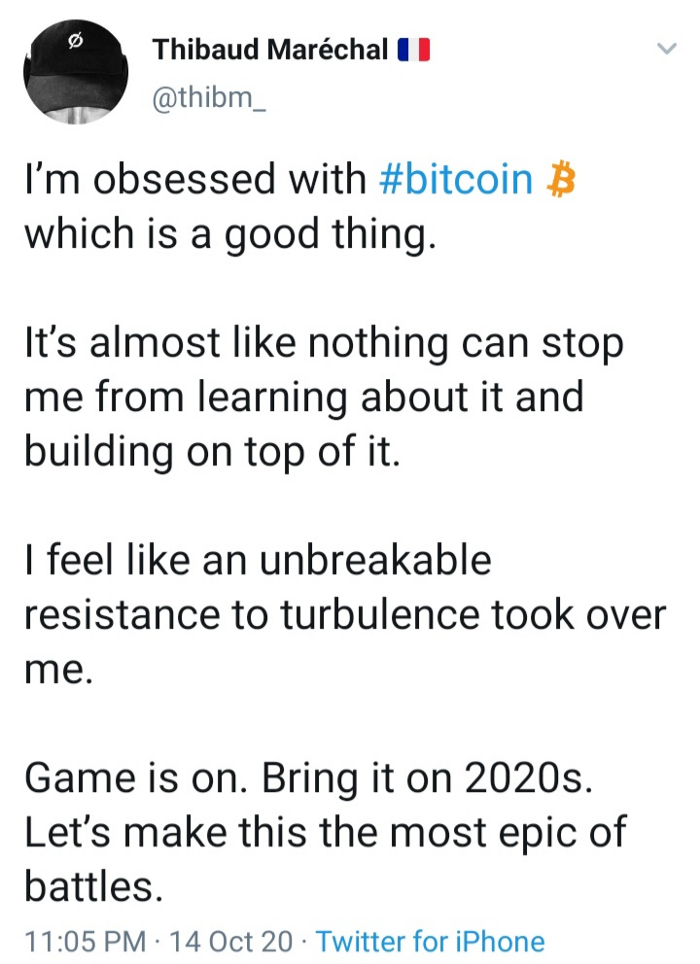 Thibaud Maréchal 🇫🇷
@thibm_
I’m obsessed with #bitcoin
which is a good thing.
It’s almost like nothing can stop
me from learning about it and
building on top of it.
I feel like an unbreakable
resistance to turbulence took over
me.
Game is on. Bring it on 2020s.
Let’s make this the most epic of
battles.
11:05 PM · 14 Oct 20 · Twitter for iPhone